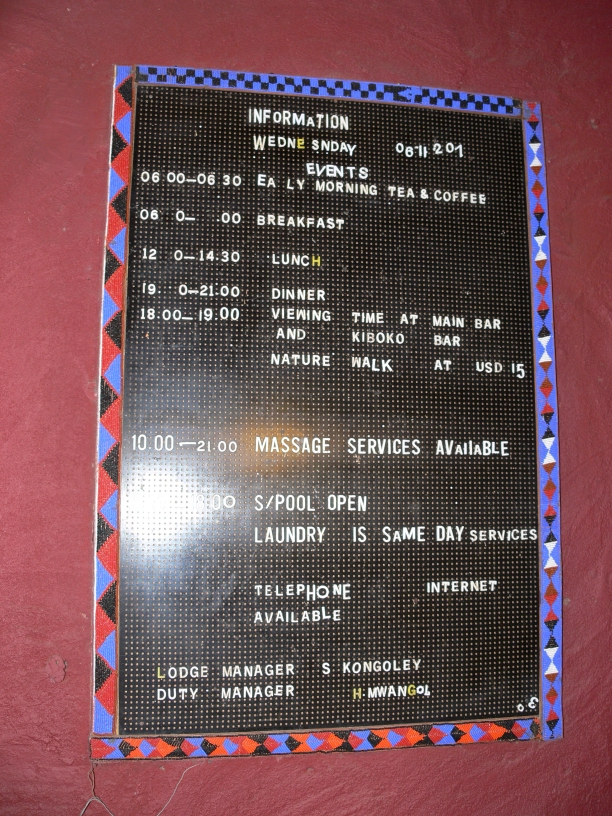 INFORMATION
WEDNE SNDAY 0811 201
EVENTS
06 00–06 30 EA LY MORNING TEA & COFFEE
06 0– .00 BREAKFAST
12 0–14.30 LUNCH
19. 0–21.00 DINNER
18.00–19.00 VIEWING TIME AT MAIN BAR
AND KIBOKO BAR
NATURE WALK AT USD 15
10.00–21.00 MASSAGE SERVICES AVAILABLE
S/POOL OPEN
LAUNDRY IS SAME DAY SERVICES
TELEPHONE INTERNET
AVAILABLE
LODGE MANAGER S KONGOLEY
DUTY MANAGER H. MWANGOL